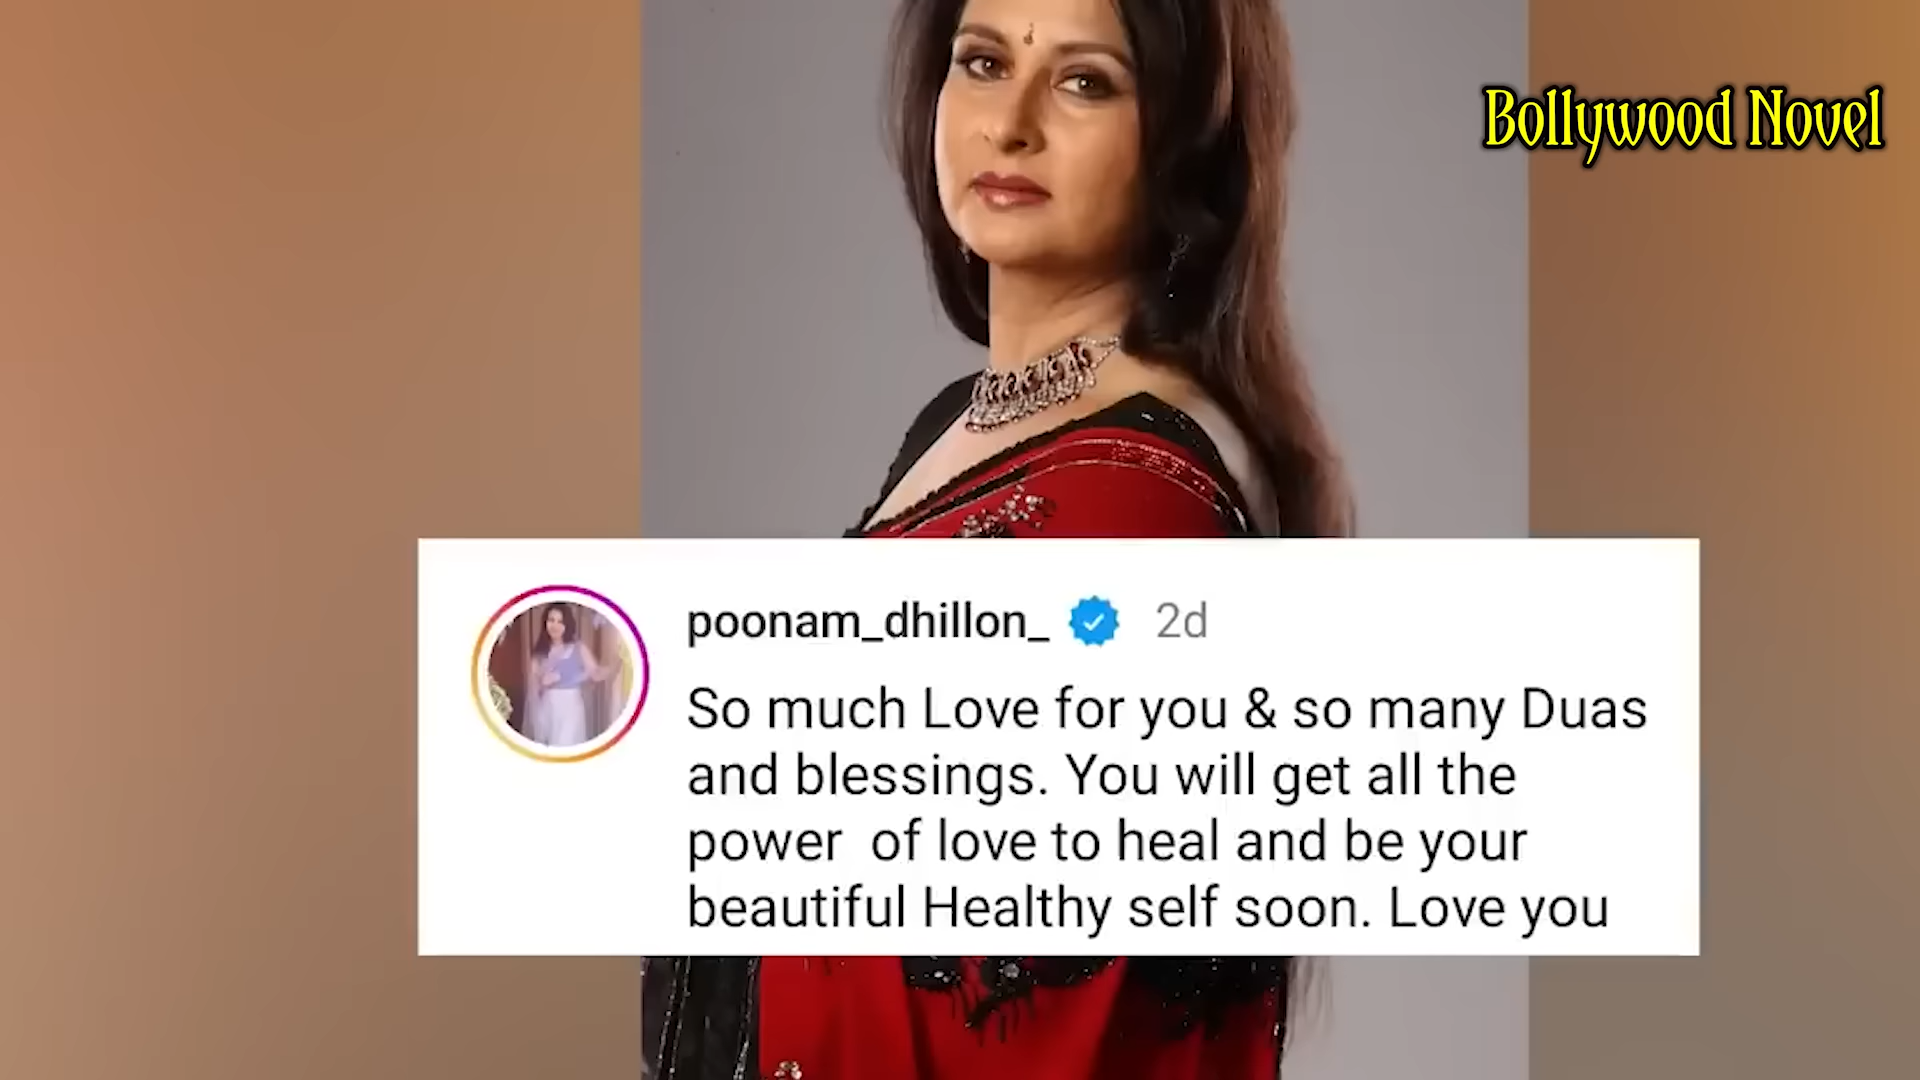 Bollywood Novel
poonam_dhillon_ 2d
So much Love for you & so many Duas
and blessings. You will get all the
power  of love to heal and be your
beautiful Healthy self soon. Love you